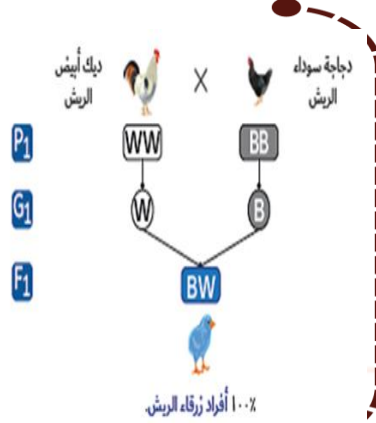 دجاجة سوداء الريش
ديك أبيض الريش
P1
WW
BB
G1
W
B
F1
BW
١٠٠٪ أفراد زرقاء الريش.